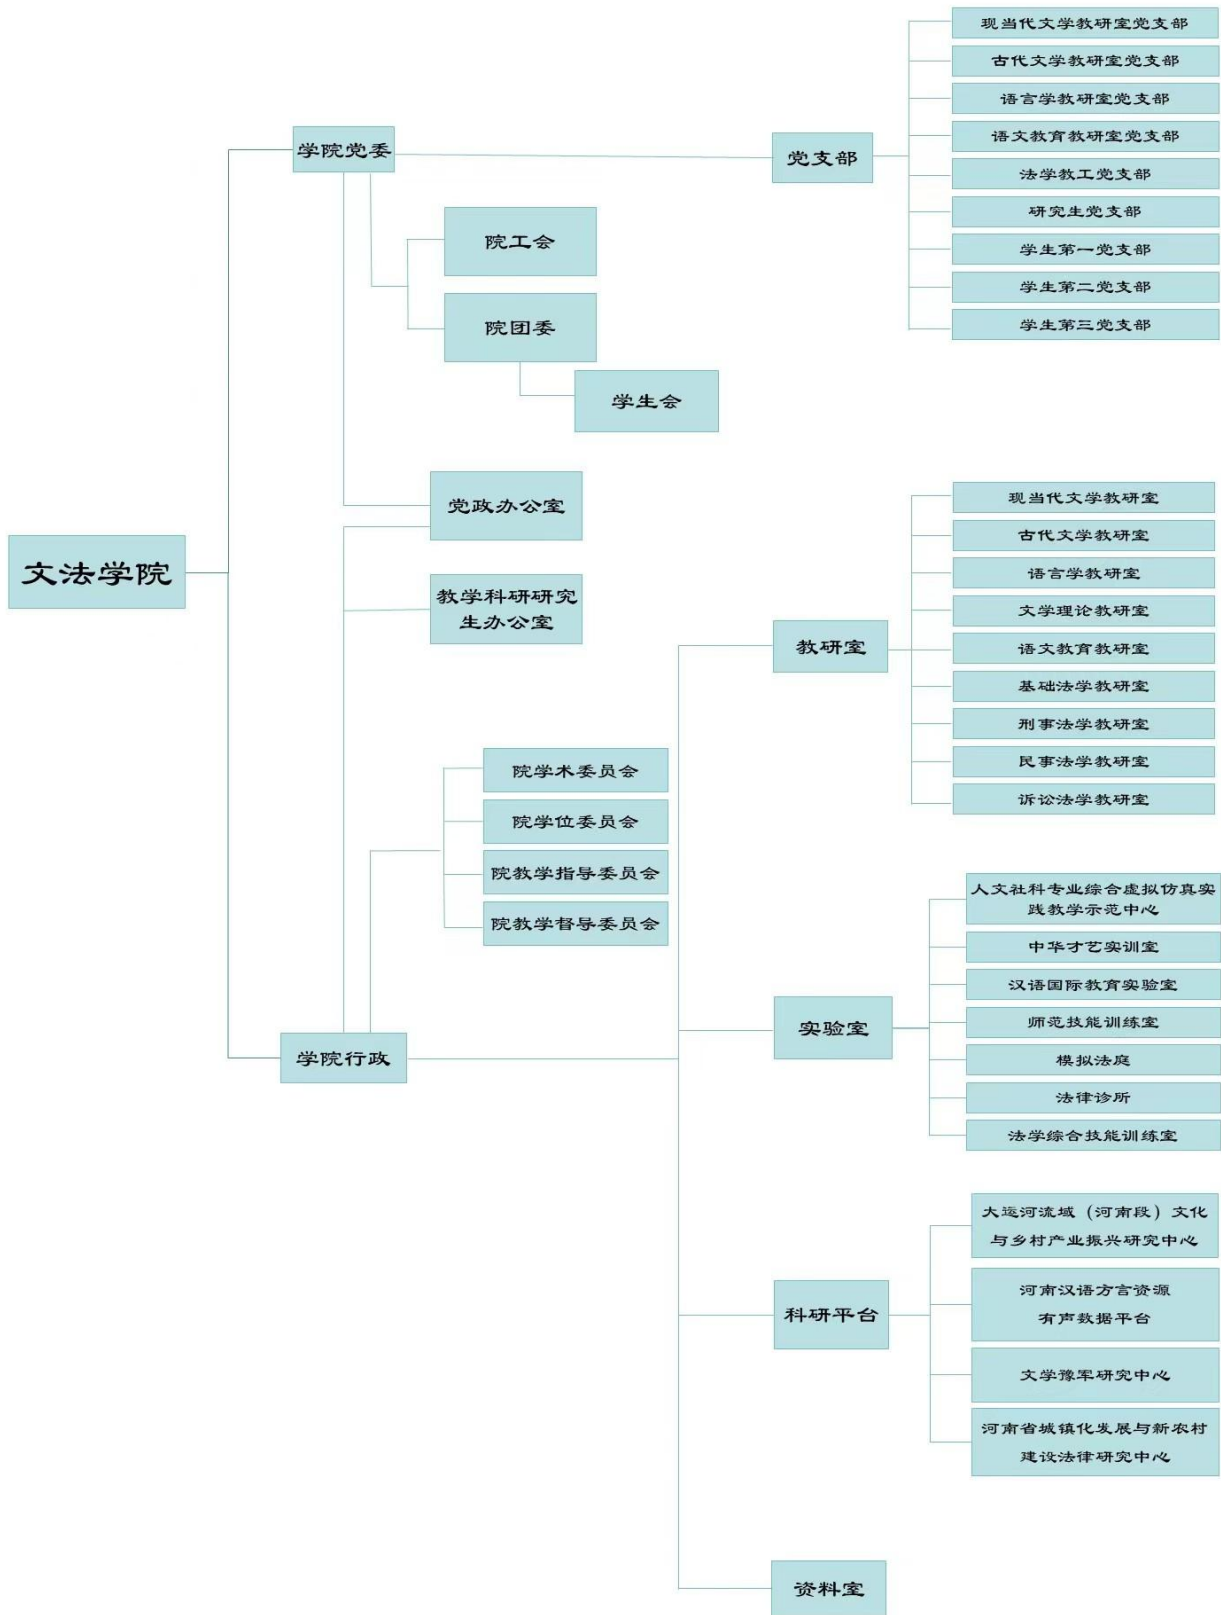 文法学院
学院党委
党支部
现当代文学教研室党支部
古代文学教研室党支部
语言学教研室党支部
语文教育教研室党支部
法学教工党支部
研究生党支部
学生第一党支部
学生第二党支部
学生第三党支部
院工会
院团委
学生会
党政办公室
教学科研研究
生办公室
院学术委员会
院学位委员会
院教学指导委员会
院教学督导委员会
学院行政
教研室
现当代文学教研室
古代文学教研室
语言学教研室
文学理论教研室
语文教育教研室
基础法学教研室
刑事法学教研室
民事法学教研室
诉讼法学教研室
实验室
人文社科专业综合虚拟仿真实
践教学示范中心
中华才艺实训室
汉语国际教育实验室
师范技能训练室
模拟法庭
法律诊所
法学综合技能训练室
科研平台
大运河流域（河南段）文化
与乡村产业振兴研究中心
河南汉语方言资源
有声数据平台
文学豫军研究中心
河南省城镇化发展与新农村
建设法律研究中心
资料室